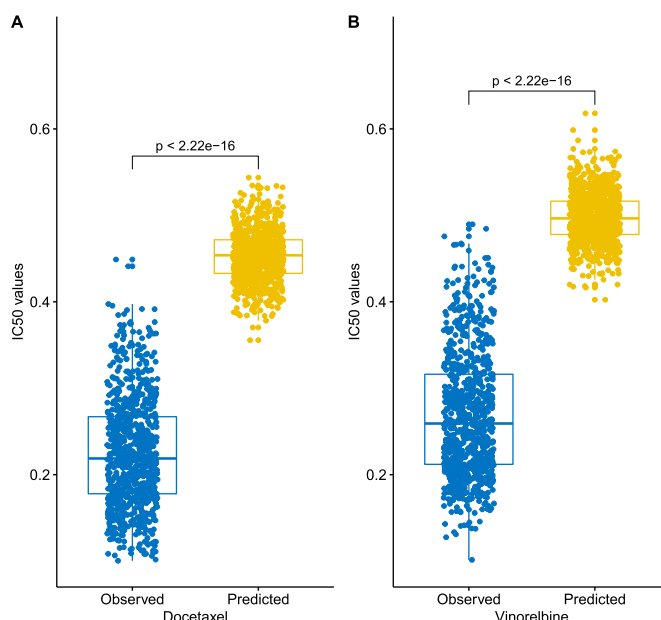 A
IC50 values
0.6
0.4
0.2
p < 2.22e−16
Observed
Predicted
Docetaxel
B
IC50 values
0.6
0.4
0.2
p < 2.22e−16
Observed
Predicted
Vinorelbine